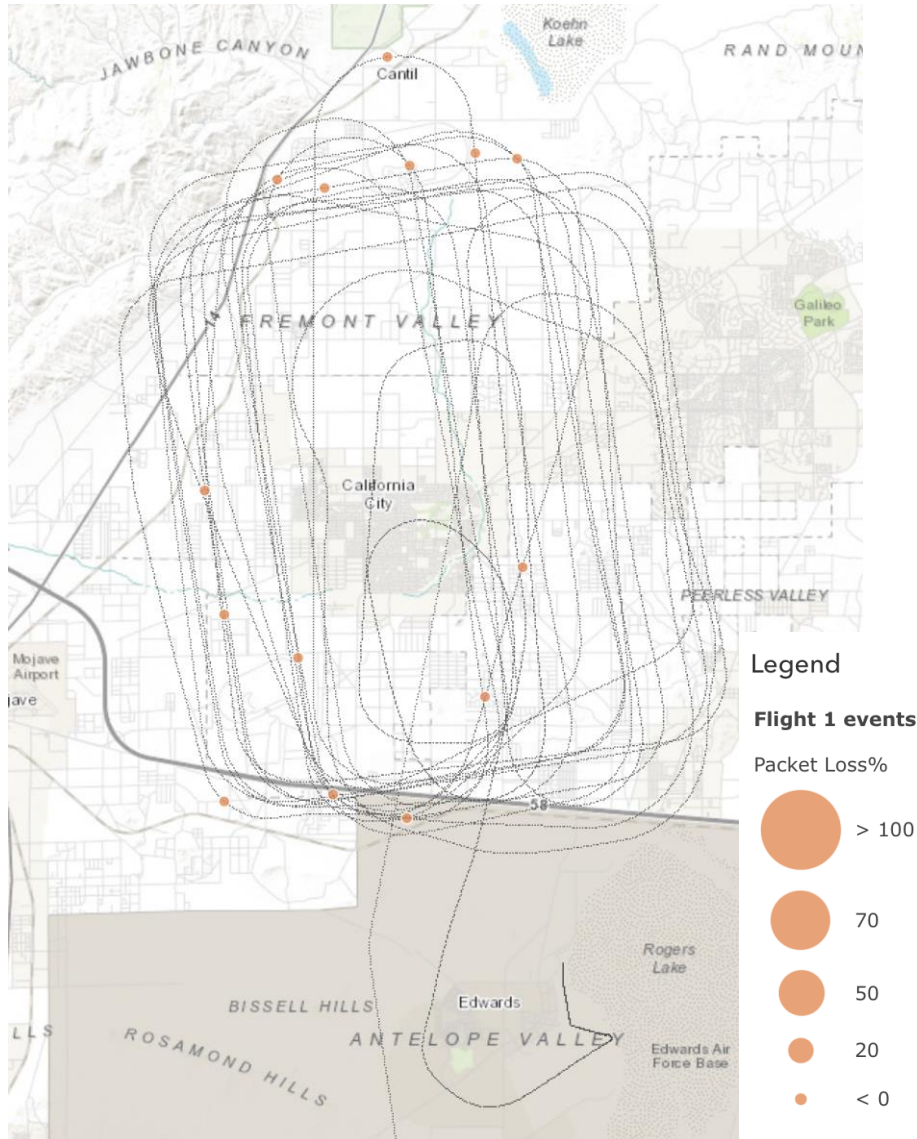 Koehn
Lake
JAWBONE CANYON
RAND MOUN
Cantil
Galileo
Park
14
FREMONT VALLEY
California
City
PEERLESS VALLEY
Mojave
Airport
jave
Legend
Flight 1 events
Packet Loss%
> 100
58
70
Rogers
Lake
50
BISSELL HILLS
Edwards
LLS
ROSAMOND HILLS
ANTELOPE VALLEY
Edwards Air
Force Base
20
< 0